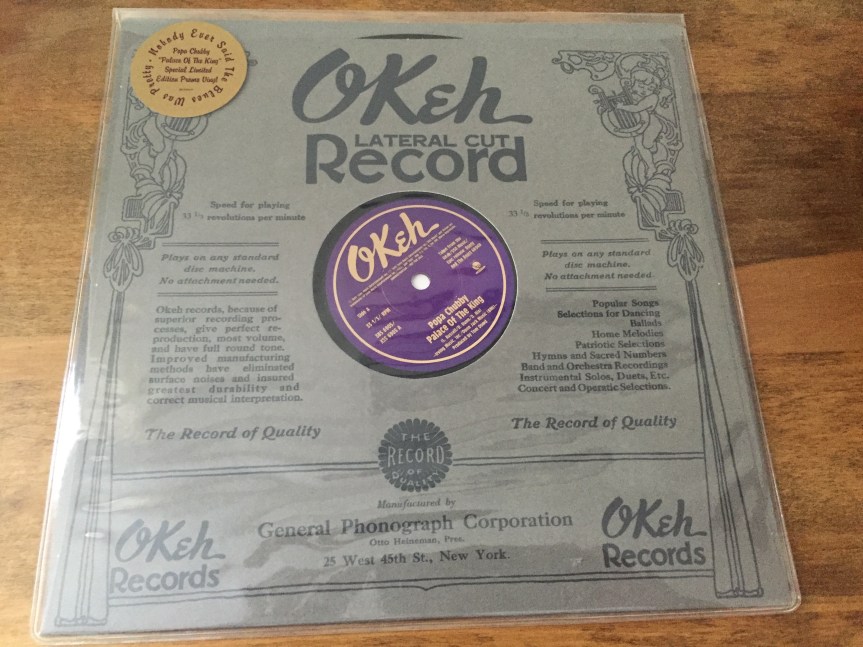 Nobody Ever Said The Blues Was Pretty
Popa Chubby
"Palace Of The King"
Special Limited
Edition Promo Vinyl
OKeh
LATERAL CUT
Record
Speed for playing
33 1/3 revolutions per minute
Plays on any standard
disc machine.
No attachment needed.
Okeh records, because of
superior recording pro-
cesses, give perfect re-
production, most volume,
and have full round tone.
Improved manufacturing
methods have eliminated
surface noises and insured
greatest durability and
correct musical interpretation.
The Record of Quality
OKeh
Side A
33 1/3 RPM
Popa Chubby
Palace Of The King
Speed for playing
33 1/3 revolutions per minute
Plays on any standard
disc machine.
No attachment needed.
Popular Songs
Selections for Dancing
Ballads
Home Melodies
Patriotic Selections
Hymns and Sacred Numbers
Band and Orchestra Recordings
Instrumental Solos, Duets, Etc.
Concert and Operatic Selections.
The Record of Quality
THE
RECORD
OF
QUALITY
Manufactured by
General Phonograph Corporation
Otto Heineman, Pres.
25 West 45th St., New York.
OKeh
Records
OKeh
Records